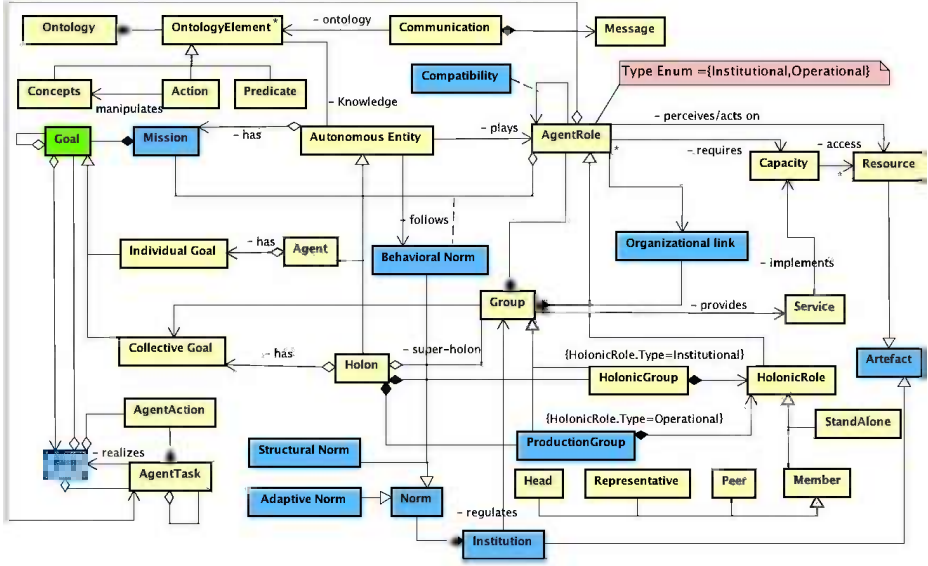 Ontology
OntologyElement
*
- ontology
Communication
Message
Compatibility
Type Enum ={Institutional,Operational}
Concepts
manipulates
Action
Predicate
- Knowledge
Goal
Mission
- has
Autonomous Entity
- plays
AgentRole
*
- perceives/acts on
- requires
Capacity
- access
*
Resource
- follows
Individual Goal
- has
Agent
Behavioral Norm
Organizational link
- implements
Group
- provides
Service
Collective Goal
- has
Holon
- super-holon
{HolonicRole.Type=Institutional}
HolonicGroup
HolonicRole
Artefact
AgentAction
{HolonicRole.Type=Operational}
StandAlone
- realizes
AgentTask
Structural Norm
ProductionGroup
Adaptive Norm
Norm
Head
Representative
Peer
Member
- regulates
Institution